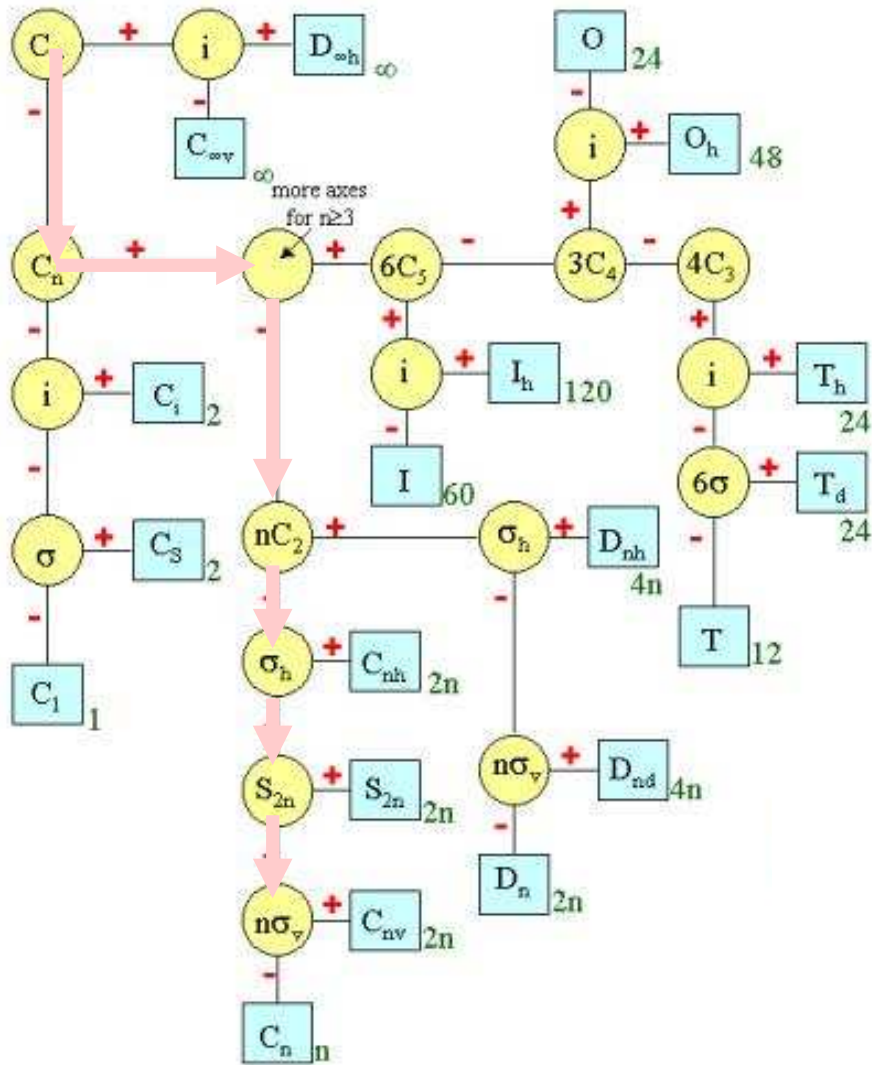 C + i + D∞h ∞
-
-
C∞v ∞
O 24
-
i + Oh 48
+
more axes
for n≥3
Cn + + 6C5 - 3C4 - 4C3
-
i + Ci 2
-
σ + CS 2
-
C1 1
+
i + Ih 120
-
I 60
+
i + Th 24
-
6σ + Td 24
-
T 12
-
nC2 + σh + Dnh 4n
-
nσv + Dnd 4n
-
Dn 2n
-
σh + Cnh 2n
S2n + S2n 2n
-
nσv + Cnv 2n
-
Cn n